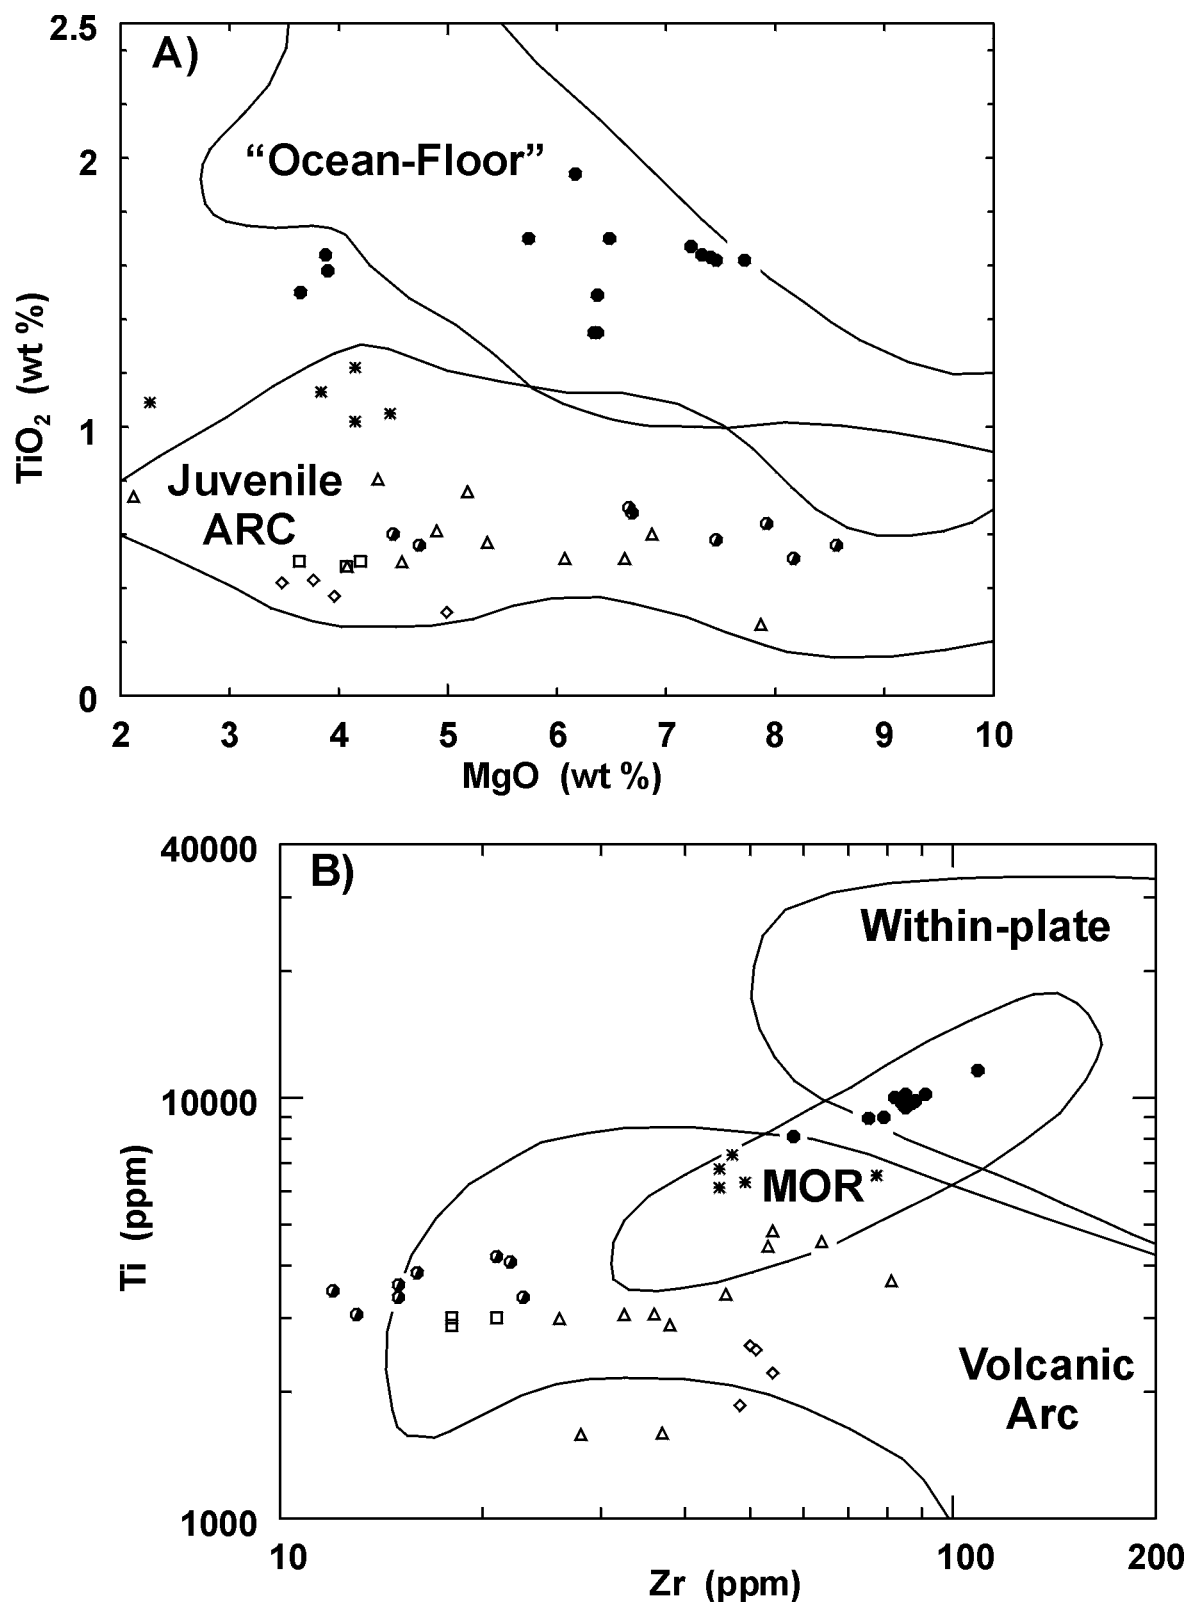 A)
2.5
“Ocean-Floor”
2
TiO2 (wt %)
1
Juvenile
ARC
0
2 3 4 5 6 7 8 9 10
MgO (wt %)
B)
40000
Within-plate
10000
MOR
Ti (ppm)
Volcanic
Arc
1000
10 100 200
Zr (ppm)